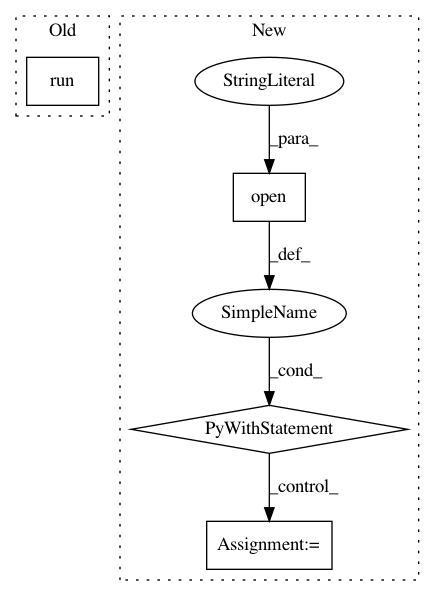 Old
New
run
StringLiteral
_para_
open
_def_
SimpleName
_cond_
PyWithStatement
_control_
Assignment:=